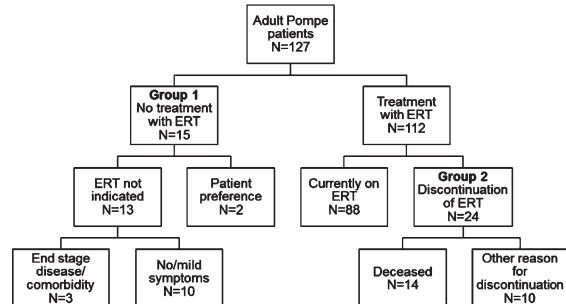 Adult Pompe
patients
N=127
Group 1
No treatment
with ERT
N=15
Treatment
with ERT
N=112
ERT not
indicated
N=13
Patient
preference
N=2
Currently on
ERT
N=88
Group 2
Discontinuation
of ERT
N=24
End stage
disease/
comorbidity
N=3
No/mild
symptoms
N=10
Deceased
N=14
Other reason
for
discontinuation
N=10